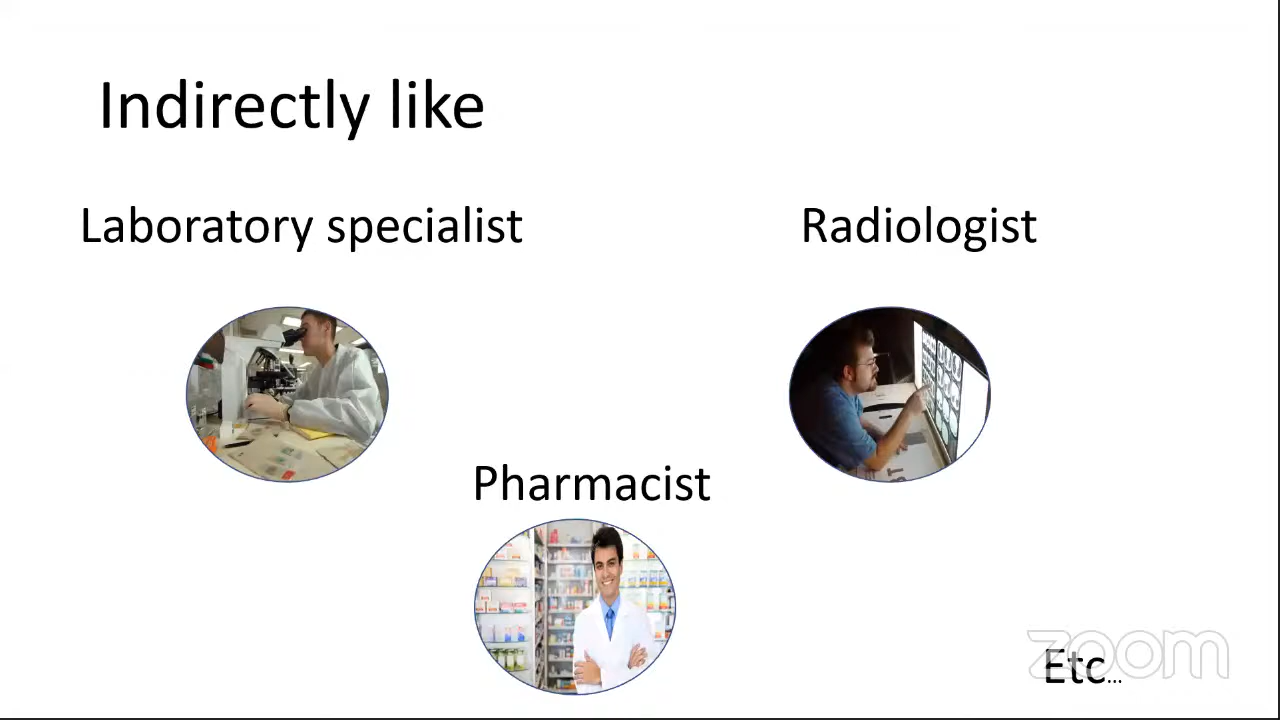 Indirectly like
Laboratory specialist
Radiologist
Pharmacist
Etc...
zoom